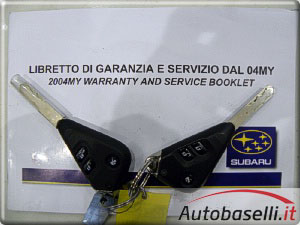 LIBRETTO DI GARANZIA E SERVIZIO DAL 04MY
2004MY WARRANTY AND SERVICE BOOKLET
SUBARU
Autobaselli.it